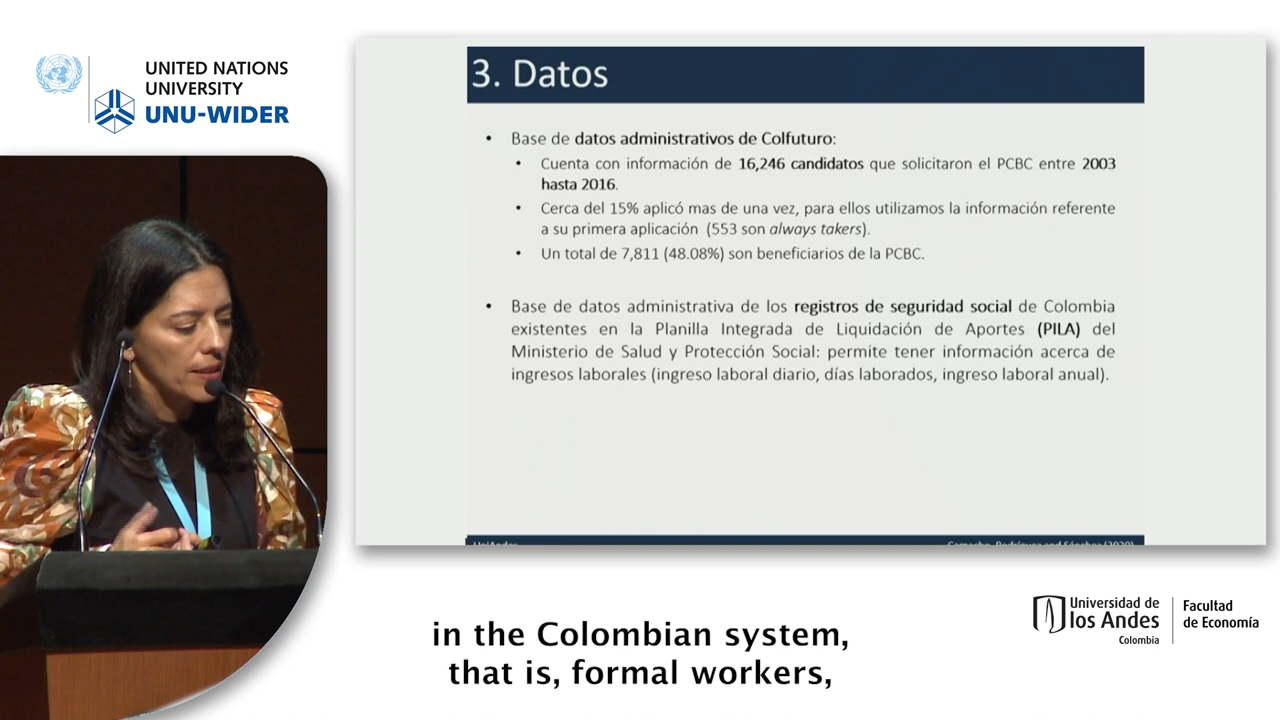 UNITED NATIONS
UNIVERSITY
UNU-WIDER
3. Datos
• Base de datos administrativos de Colfuturo:
• Cuenta con información de 16,246 candidatos que solicitaron el PCBC entre 2003
hasta 2016.
• Cerca del 15% aplicó mas de una vez, para ellos utilizamos la información referente
a su primera aplicación (553 son always takers).
• Un total de 7,811 (48.08%) son beneficiarios de la PCBC.
• Base de datos administrativa de los registros de seguridad social de Colombia
existentes en la Planilla Integrada de Liquidación de Aportes (PILA) del
Ministerio de Salud y Protección Social: permite tener información acerca de
ingresos laborales (ingreso laboral diario, días laborados, ingreso laboral anual).
UniAndes
Camacho, Rodríguez and Sánchez (2020)
in the Colombian system,
that is, formal workers,
Universidad de
los Andes
Colombia
Facultad
de Economía